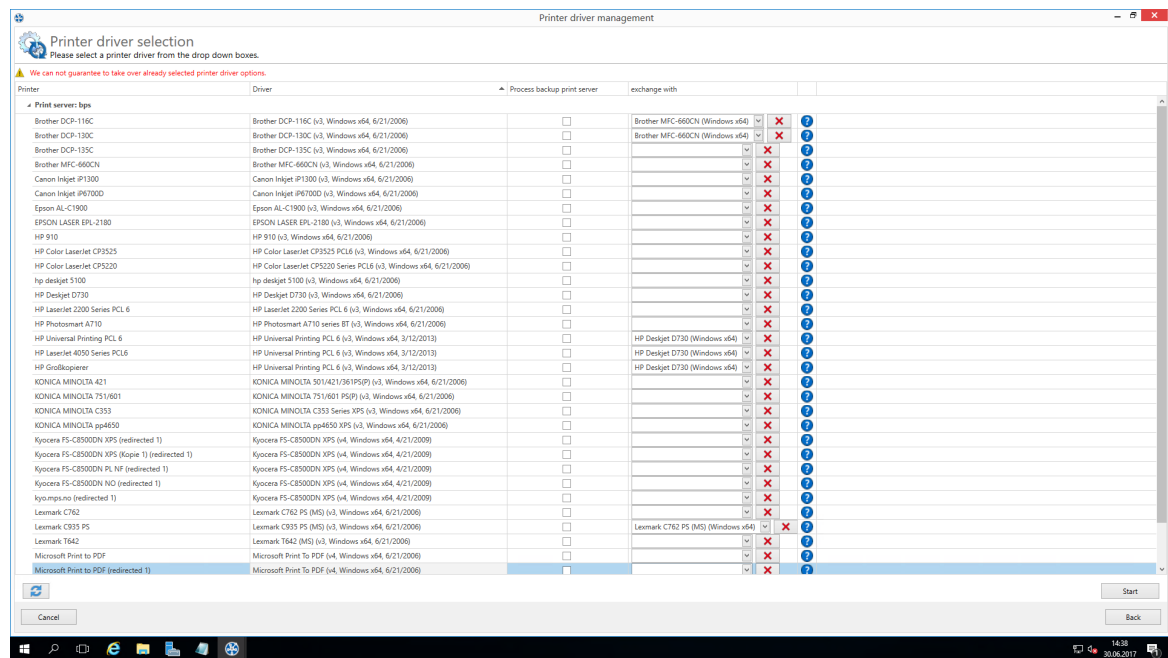 Printer driver management
Printer driver selection
Please select a printer driver from the drop down boxes.
We can not guarantee to take over already selected printer driver options.
Printer Driver Process backup print server exchange with
Print server: bps
Brother DCP-116C Brother DCP-116C (v3, Windows x64, 6/21/2006) Brother MFC-660CN (Windows x64)
Brother DCP-130C Brother DCP-130C (v3, Windows x64, 6/21/2006) Brother MFC-660CN (Windows x64)
Brother DCP-135C Brother DCP-135C (v3, Windows x64, 6/21/2006)
Brother MFC-660CN Brother MFC-660CN (v3, Windows x64, 6/21/2006)
Canon Inkjet iP1300 Canon Inkjet iP1300 (v3, Windows x64, 6/21/2006)
Canon Inkjet iP6700D Canon Inkjet iP6700D (v3, Windows x64, 6/21/2006)
Epson AL-C1900 Epson AL-C1900 (v3, Windows x64, 6/21/2006)
EPSON LASER EPL-2180 EPSON LASER EPL-2180 (v3, Windows x64, 6/21/2006)
HP 910 HP 910 (v3, Windows x64, 6/21/2006)
HP Color LaserJet CP3525 HP Color LaserJet CP3525 PCL6 (v3, Windows x64, 6/21/2006)
HP Color LaserJet CP5220 HP Color LaserJet CP5220 Series PCL6 (v3, Windows x64, 6/21/2006)
hp deskjet 5100 hp deskjet 5100 (v3, Windows x64, 6/21/2006)
HP Deskjet D730 HP Deskjet D730 (v3, Windows x64, 6/21/2006)
HP LaserJet 2200 Series PCL 6 HP LaserJet 2200 Series PCL 6 (v3, Windows x64, 6/21/2006)
HP Photosmart A710 HP Photosmart A710 series BT (v3, Windows x64, 6/21/2006)
HP Universal Printing PCL 6 HP Universal Printing PCL 6 (v3, Windows x64, 3/12/2013) HP Deskjet D730 (Windows x64)
HP LaserJet 4050 Series PCL6 HP Universal Printing PCL 6 (v3, Windows x64, 3/12/2013) HP Deskjet D730 (Windows x64)
HP Großkopierer HP Universal Printing PCL 6 (v3, Windows x64, 3/12/2013) HP Deskjet D730 (Windows x64)
KONICA MINOLTA 421 KONICA MINOLTA 501/421/361PS(P) (v3, Windows x64, 6/21/2006)
KONICA MINOLTA 751/601 KONICA MINOLTA 751/601 PS(P) (v3, Windows x64, 6/21/2006)
KONICA MINOLTA C353 KONICA MINOLTA C353 Series XPS (v3, Windows x64, 6/21/2006)
KONICA MINOLTA pp4650 KONICA MINOLTA pp4650 XPS (v3, Windows x64, 6/21/2006)
Kyocera FS-C8500DN XPS (redirected 1) Kyocera FS-C8500DN XPS (v4, Windows x64, 4/21/2009)
Kyocera FS-C8500DN XPS (Kopie 1) (redirected 1) Kyocera FS-C8500DN XPS (v4, Windows x64, 4/21/2009)
Kyocera FS-C8500DN PL NF (redirected 1) Kyocera FS-C8500DN XPS (v4, Windows x64, 4/21/2009)
Kyocera FS-C8500DN NO (redirected 1) Kyocera FS-C8500DN XPS (v4, Windows x64, 4/21/2009)
kyo.mps.no (redirected 1) Kyocera FS-C8500DN XPS (v4, Windows x64, 4/21/2009)
Lexmark C762 Lexmark C762 PS (MS) (v3, Windows x64, 6/21/2006)
Lexmark C935 PS Lexmark C935 PS (MS) (v3, Windows x64, 6/21/2006) Lexmark C762 PS (MS) (Windows x64)
Lexmark T642 Lexmark T642 (MS) (v3, Windows x64, 6/21/2006)
Microsoft Print to PDF Microsoft Print To PDF (v4, Windows x64, 6/21/2006)
Microsoft Print to PDF (redirected 1) Microsoft Print To PDF (v4, Windows x64, 6/21/2006)
Start
Cancel Back
14:38
30.06.2017